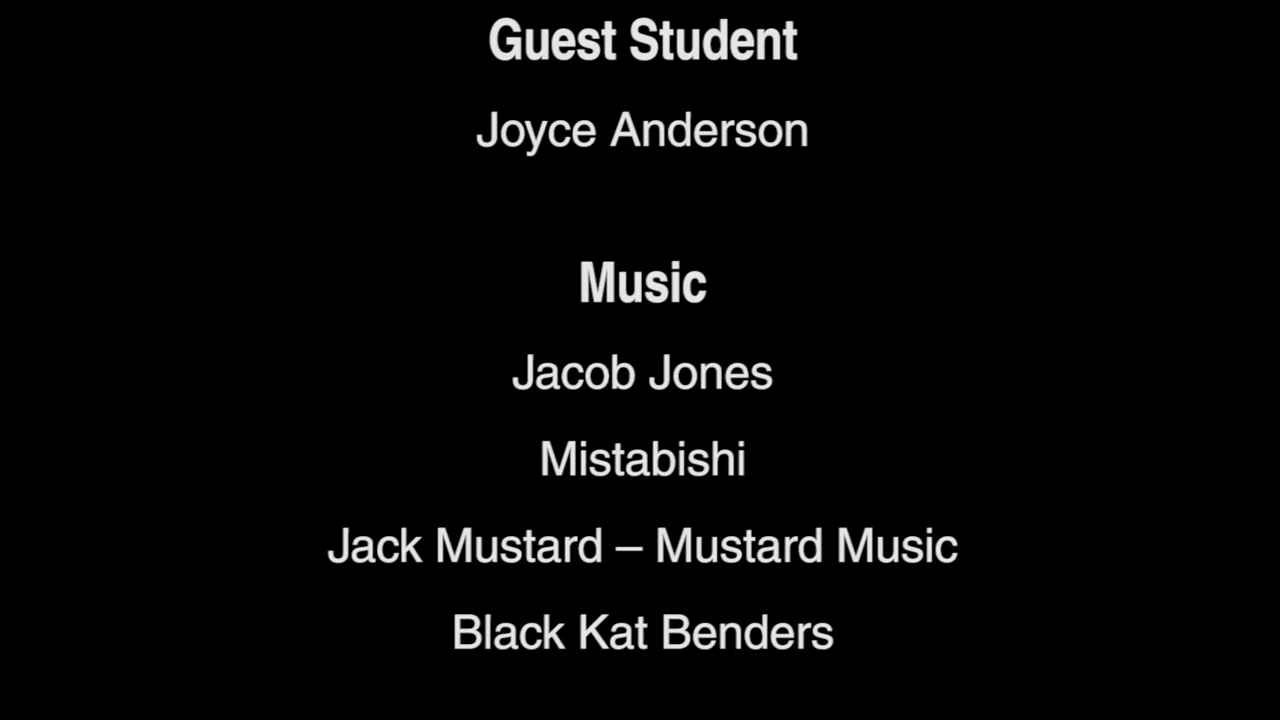 Guest Student
Joyce Anderson
Music
Jacob Jones
Mistabishi
Jack Mustard – Mustard Music
Black Kat Benders